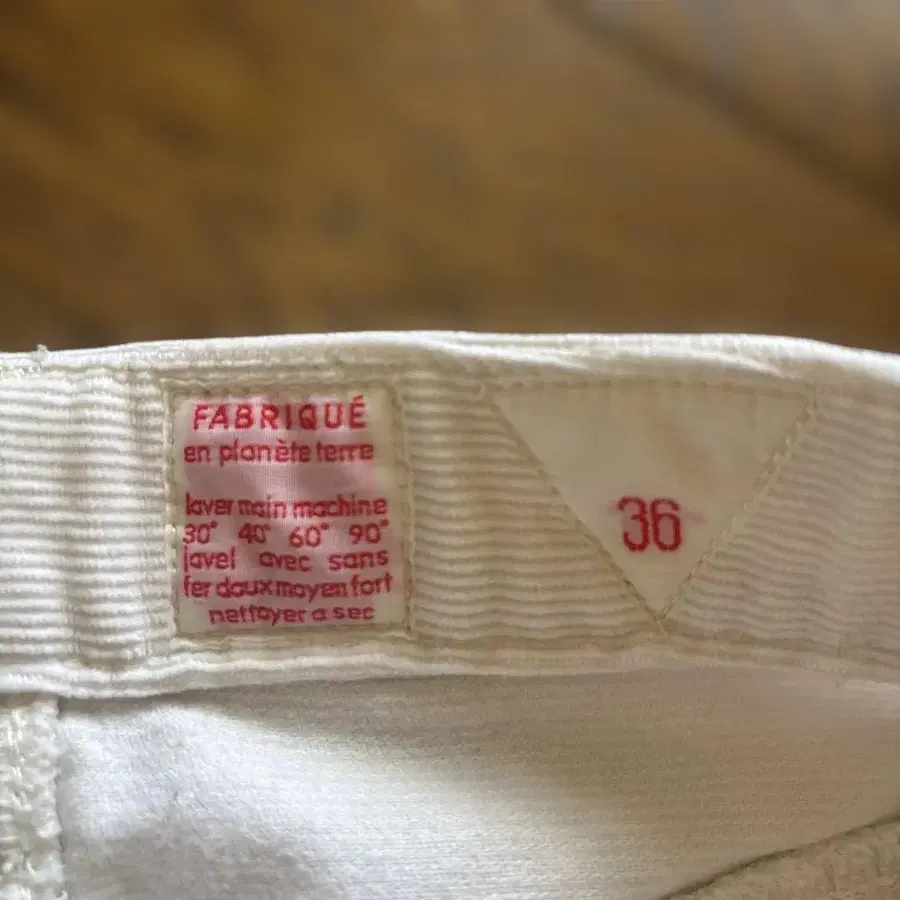 FABRIQUÉ
en planète terre
laver main machine
30° 40° 60° 90°
javel avec sans
fer doux moyen fort
nettoyer a sec
36